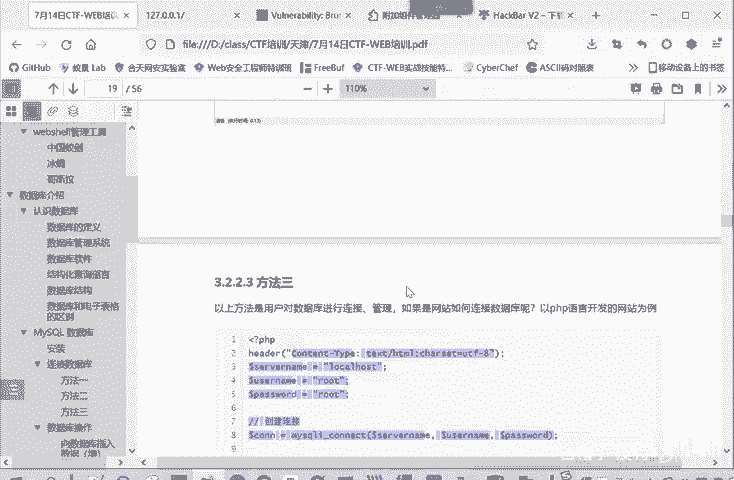 7月14日CTF-WEB培训
127.0.0.1/
Vulnerability: Bru
附加组件管理器
HackBar V2 – 下
file:///D:/class/CTF培训/天津/7月14日CTF-WEB培训.pdf
GitHub
蚁景 Lab
合天网安实验室
Web安全工程师特训班
FreeBuf
CTF-WEB实战技能特...
CyberChef
ASCII码对照表
移动设备上的书签
19 / 56
110%
webshell管理工具
中国蚁剑
冰蝎
哥斯拉
数据库介绍
认识数据库
数据库的定义
数据库管理系统
数据库软件
结构化查询语言
数据库结构
数据库和电子表格
的区别
MySQL 数据库
安装
连接数据库
方法一
方法二
方法三
数据库操作
向数据库插入
数据（增）
3.2.2.3 方法三
以上方法是用户对数据库进行连接、管理，如果是网站如何连接数据库呢？以php语言开发的网站为例
1 <?php
2 header("Content-Type: text/html;charset=utf-8");
3 $servername = "localhost";
4 $username = "root";
5 $password = "root";
6
7 // 创建连接
8 $conn = mysqli_connect($servername, $username, $password);
9